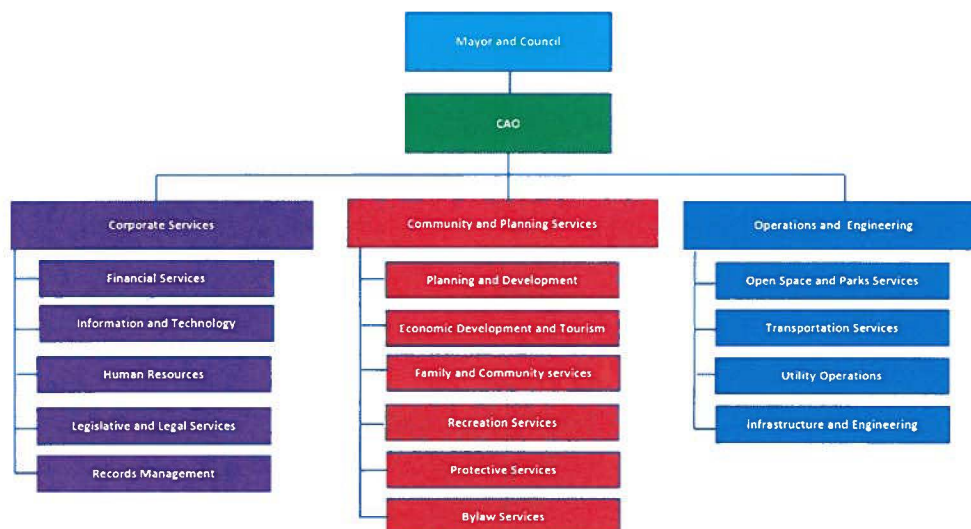 Mayor and Council
CAO
Corporate Services
Financial Services
Information and Technology
Human Resources
Legislative and Legal Services
Records Management
Community and Planning Services
Planning and Development
Economic Development and Tourism
Family and Community services
Recreation Services
Protective Services
Bylaw Services
Operations and Engineering
Open Space and Parks Services
Transportation Services
Utility Operations
Infrastructure and Engineering